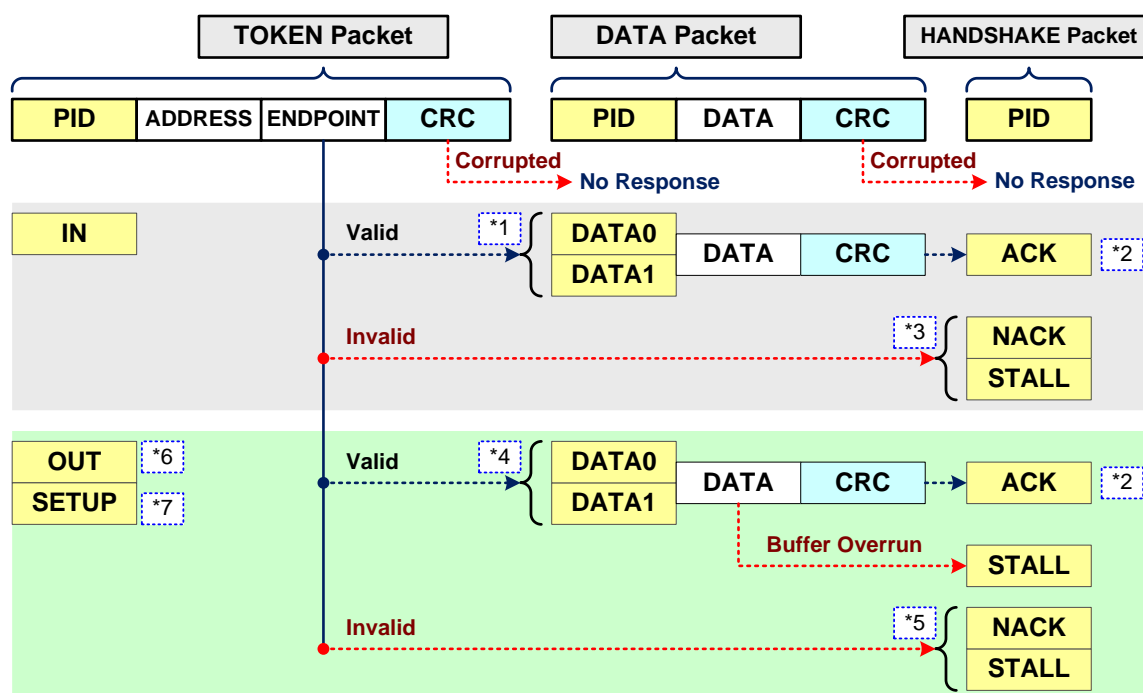 TOKEN Packet DATA Packet HANDSHAKE Packet
PID ADDRESS ENDPOINT CRC PID DATA CRC PID
Corrupted Corrupted
No Response No Response
IN Valid *1 DATA0
DATA1 DATA CRC ACK *2
Invalid *3 NACK
STALL
OUT *6 Valid *4 DATA0
SETUP *7 DATA1 DATA CRC ACK *2
Buffer Overrun
STALL
Invalid *5 NACK
STALL